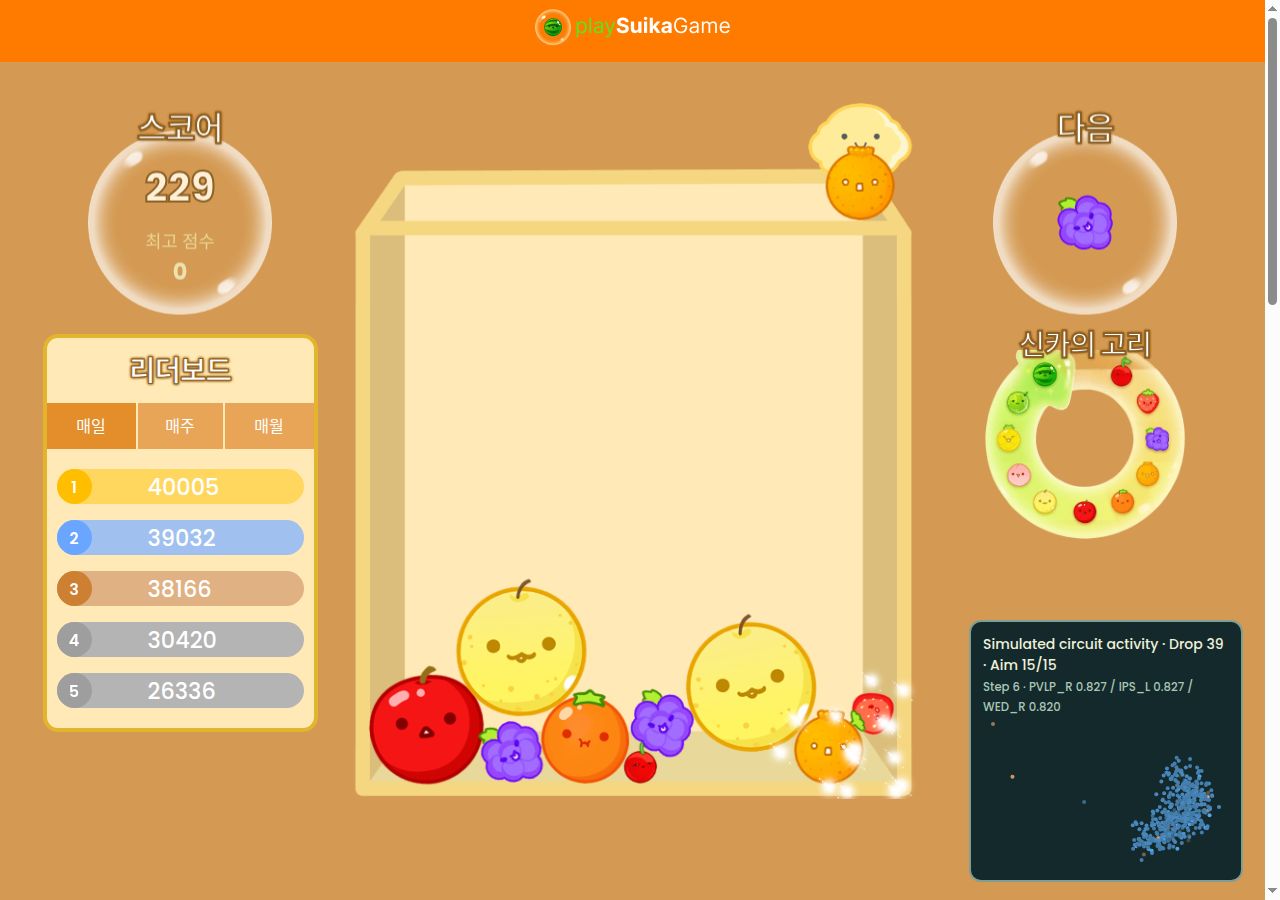 playSuikaGame
스코어
229
최고 점수
0
리더보드
매일 매주 매월
1 40005
2 39032
3 38166
4 30420
5 26336
다음
신카의 고리
Simulated circuit activity · Drop 39
· Aim 15/15
Step 6 · PVLP_R 0.827 / IPS_L 0.827 /
WED_R 0.820